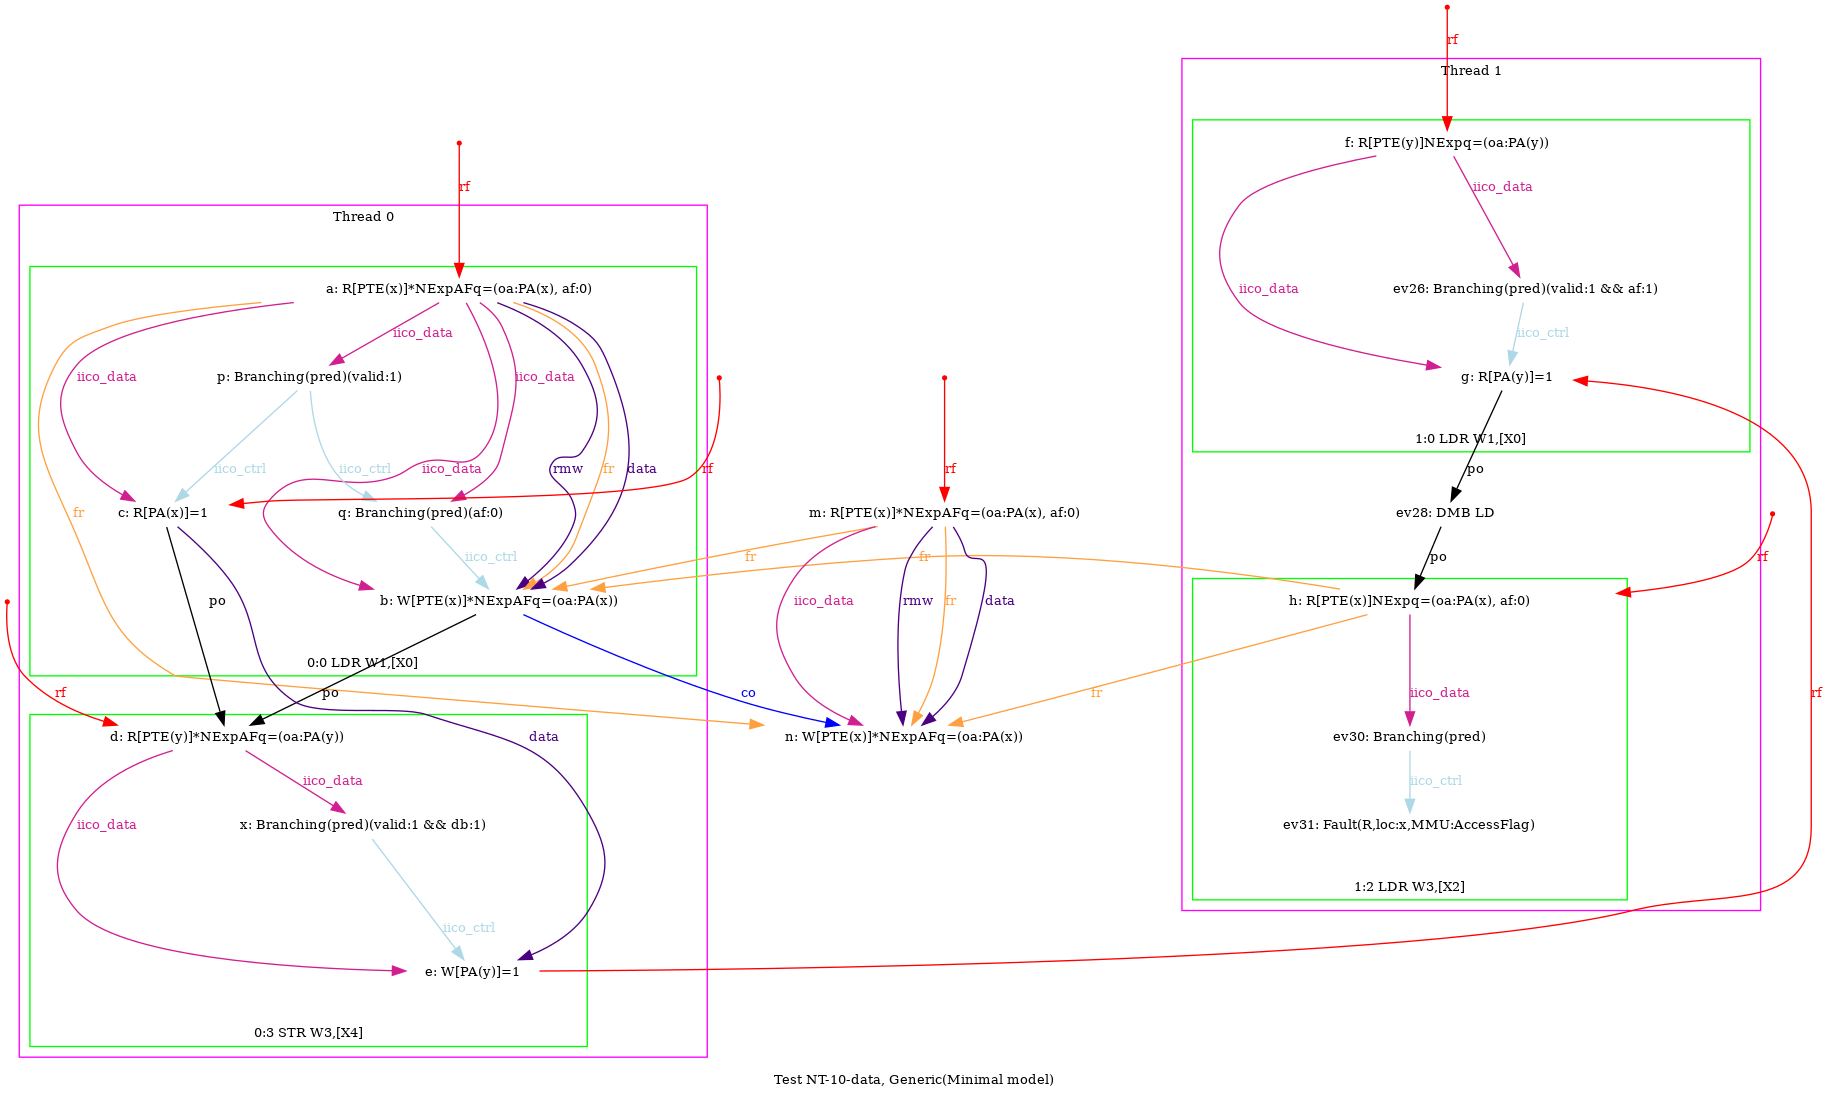 rf
Thread 1
f: R[PTE(y)]NExpq=(oa:PA(y))
rf
iico_data
Thread 0
a: R[PTE(x)]*NExpAFq=(oa:PA(x), af:0)
iico_data
ev26: Branching(pred)(valid:1 && af:1)
iico_data
iico_ctrl
iico_data
p: Branching(pred)(valid:1)
iico_data
g: R[PA(y)]=1
1:0 LDR W1,[X0]
iico_ctrl
iico_ctrl
iico_data
rmw
fr
data
rf
rf
po
fr
c: R[PA(x)]=1
q: Branching(pred)(af:0)
m: R[PTE(x)]*NExpAFq=(oa:PA(x), af:0)
ev28: DMB LD
iico_ctrl
fr
fr
po
rf
po
b: W[PTE(x)]*NExpAFq=(oa:PA(x))
iico_data
rmw
fr
data
h: R[PTE(x)]NExpq=(oa:PA(x), af:0)
0:0 LDR W1,[X0]
rf
po
co
fr
iico_data
rf
d: R[PTE(y)]*NExpAFq=(oa:PA(y))
data
n: W[PTE(x)]*NExpAFq=(oa:PA(x))
ev30: Branching(pred)
iico_data
iico_ctrl
iico_data
x: Branching(pred)(valid:1 && db:1)
ev31: Fault(R,loc:x,MMU:AccessFlag)
1:2 LDR W3,[X2]
iico_ctrl
e: W[PA(y)]=1
0:3 STR W3,[X4]
Test NT-10-data, Generic(Minimal model)